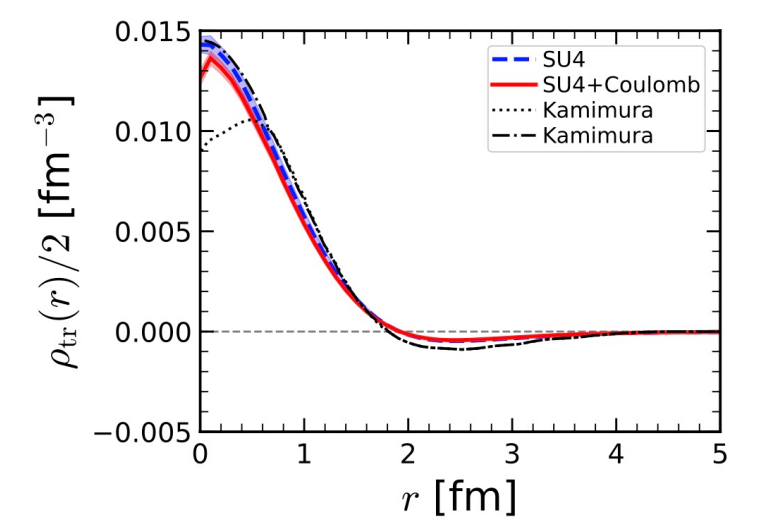 0.015
0.010
0.005
0.000
−0.005
ρtr(r)/2 [fm⁻³]
SU4
SU4+Coulomb
Kamimura
Kamimura
0 1 2 3 4 5
r [fm]